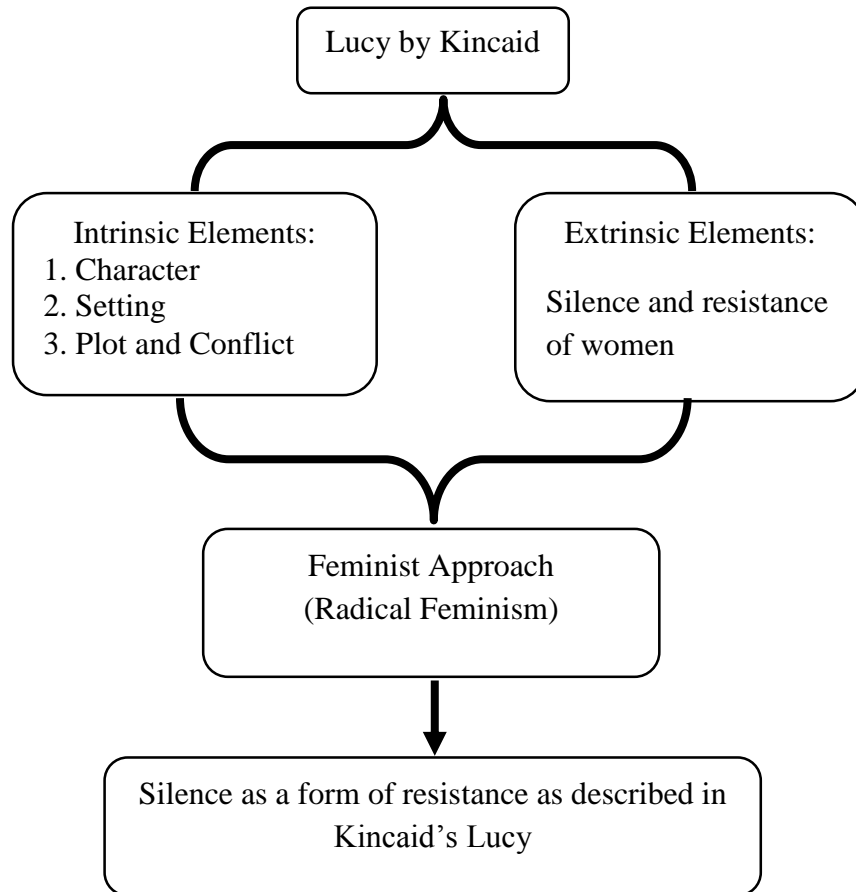 Lucy by Kincaid
Intrinsic Elements:
1. Character
2. Setting
3. Plot and Conflict
Extrinsic Elements:
Silence and resistance
of women
Feminist Approach
(Radical Feminism)
Silence as a form of resistance as described in
Kincaid’s Lucy